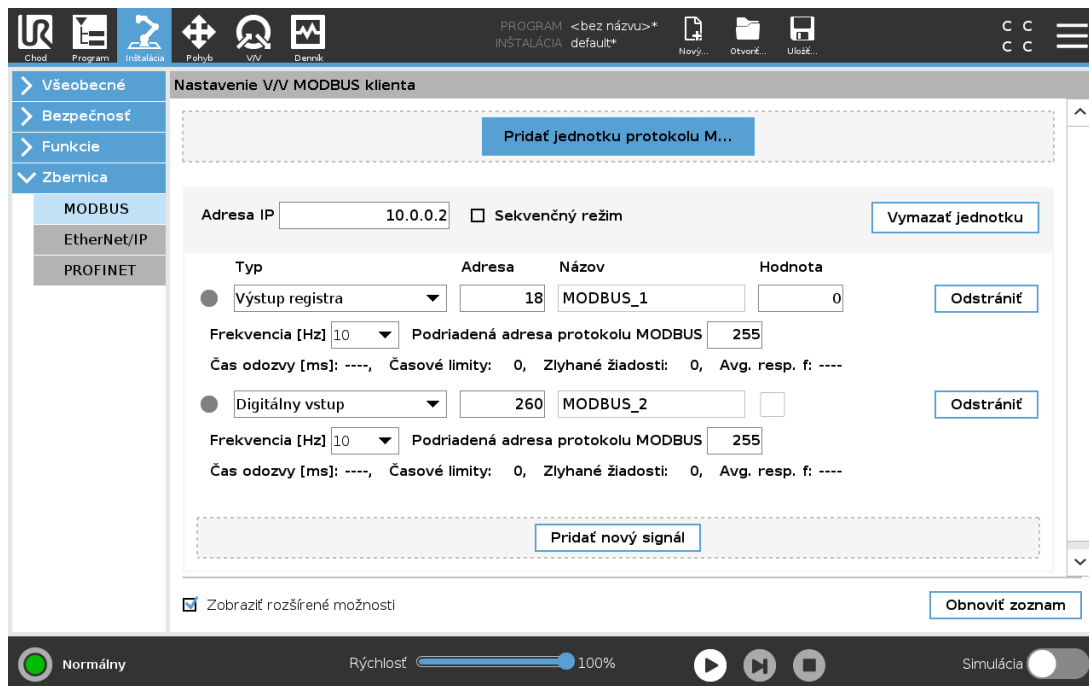 UR
PROGRAM <bez názvu>*
INŠTALÁCIA default*
C C
C C
Chod Program Inštalácia Pohyb V/V Denník Nový... Otvoriť... Uložiť...
Všeobecné
Bezpečnosť
Funkcie
Zbernica
MODBUS
EtherNet/IP
PROFINET
Nastavenie V/V MODBUS klienta
Pridať jednotku protokolu M...
Adresa IP 10.0.0.2 Sekvenčný režim Vymazať jednotku
Typ Adresa Názov Hodnota
Výstup registra 18 MODBUS_1 0 Odstrániť
Frekvencia [Hz] 10 Podriadená adresa protokolu MODBUS 255
Čas odozvy [ms]: ----, Časové limity: 0, Zlyhané žiadosti: 0, Avg. resp. f: ----
Digitálny vstup 260 MODBUS_2 Odstrániť
Frekvencia [Hz] 10 Podriadená adresa protokolu MODBUS 255
Čas odozvy [ms]: ----, Časové limity: 0, Zlyhané žiadosti: 0, Avg. resp. f: ----
Pridať nový signál
Zobraziť rozšírené možnosti Obnoviť zoznam
Normálny Rýchlosť 100% Simulácia